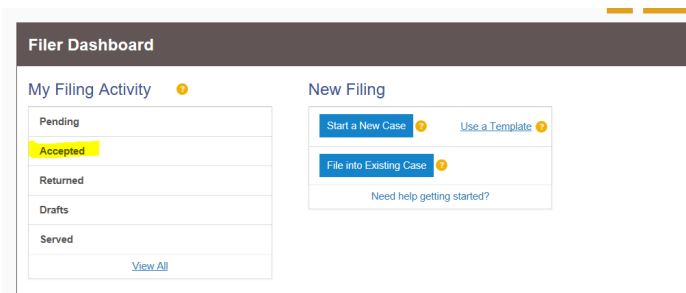 Filer Dashboard
My Filing Activity ?
Pending
Accepted
Returned
Drafts
Served
View All
New Filing
Start a New Case ? Use a Template ?
File into Existing Case ?
Need help getting started?